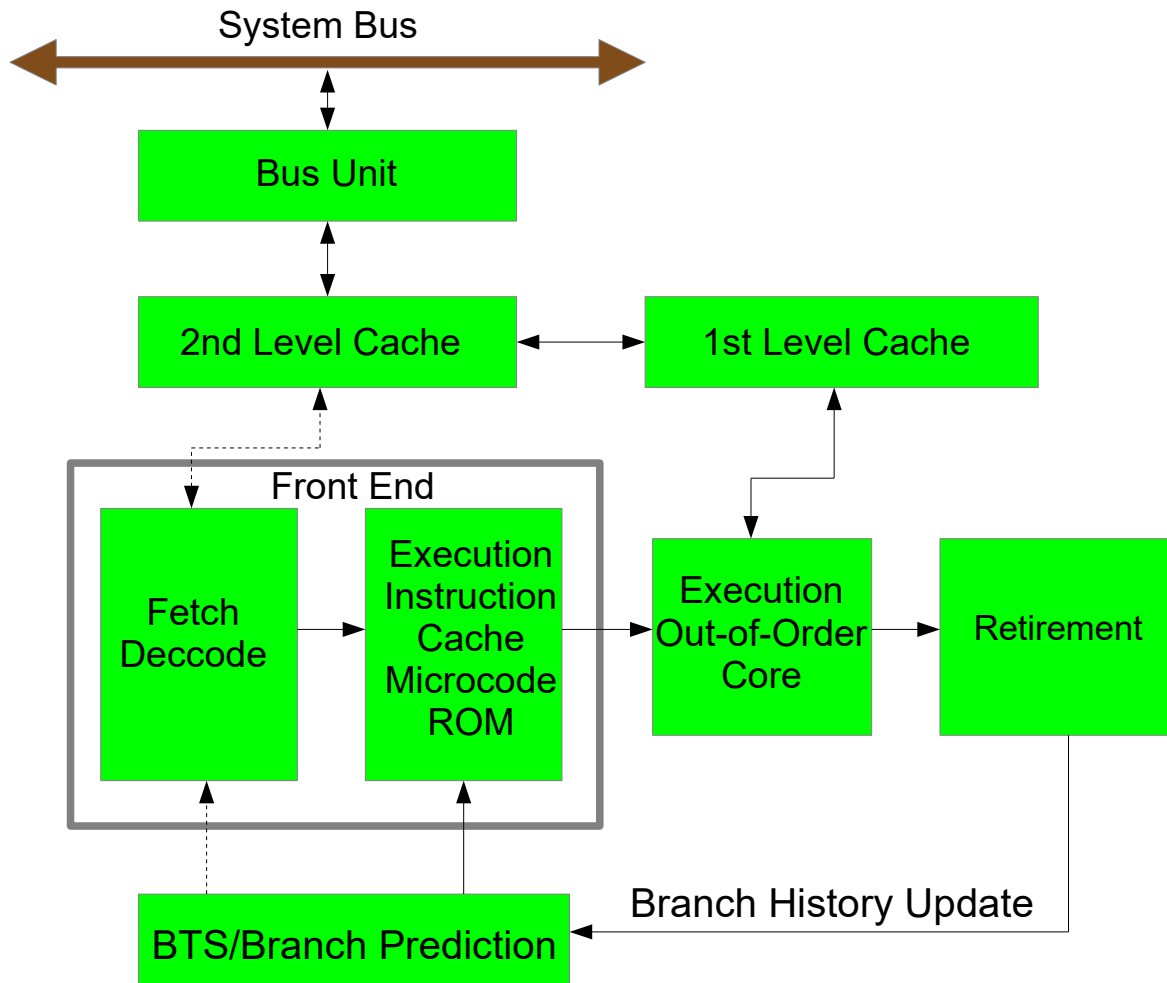 System Bus
Bus Unit
2nd Level Cache
1st Level Cache
Front End
Fetch
Deccode
Execution
Instruction
Cache
Microcode
ROM
Execution
Out-of-Order
Core
Retirement
Branch History Update
BTS/Branch Prediction